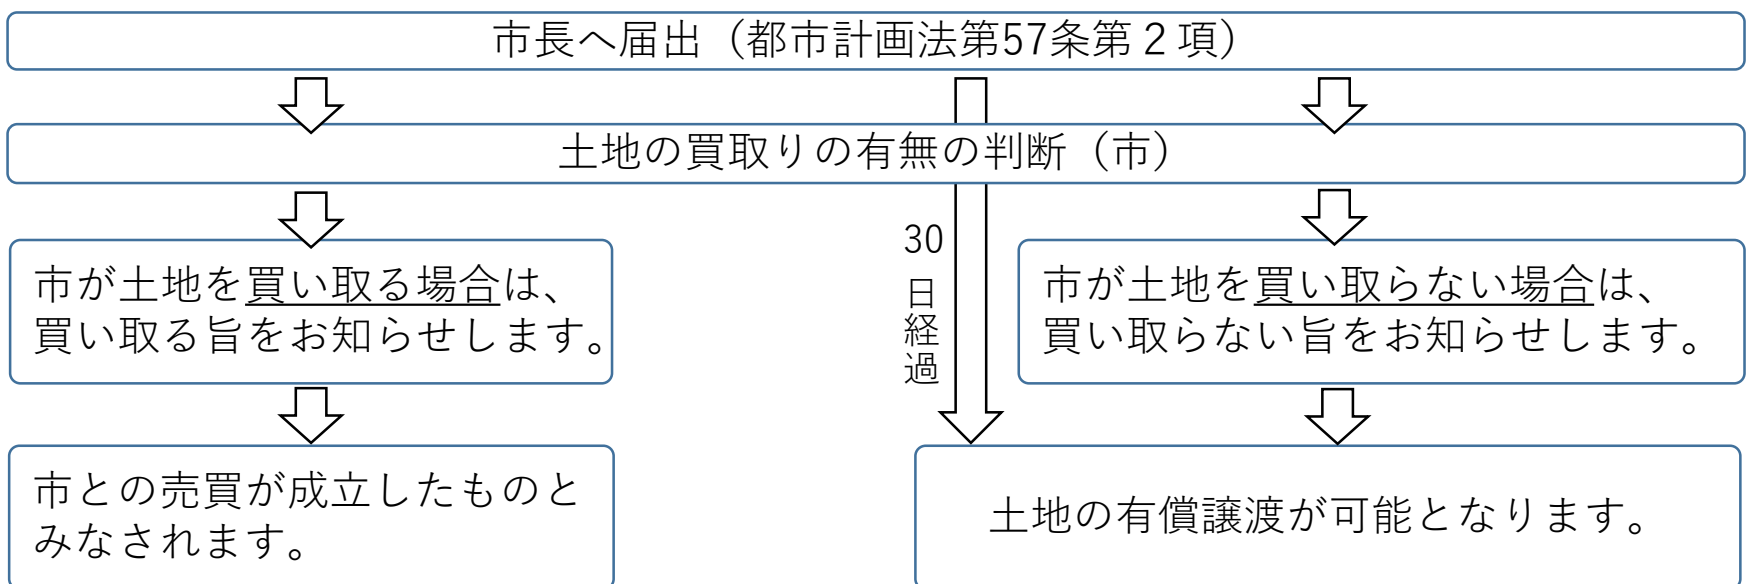 市長へ届出（都市計画法第57条第２項）
土地の買取りの有無の判断（市）
市が土地を買い取る場合は、
買い取る旨をお知らせします。
30日経過
市が土地を買い取らない場合は、
買い取らない旨をお知らせします。
市との売買が成立したものと
みなされます。
土地の有償譲渡が可能となります。